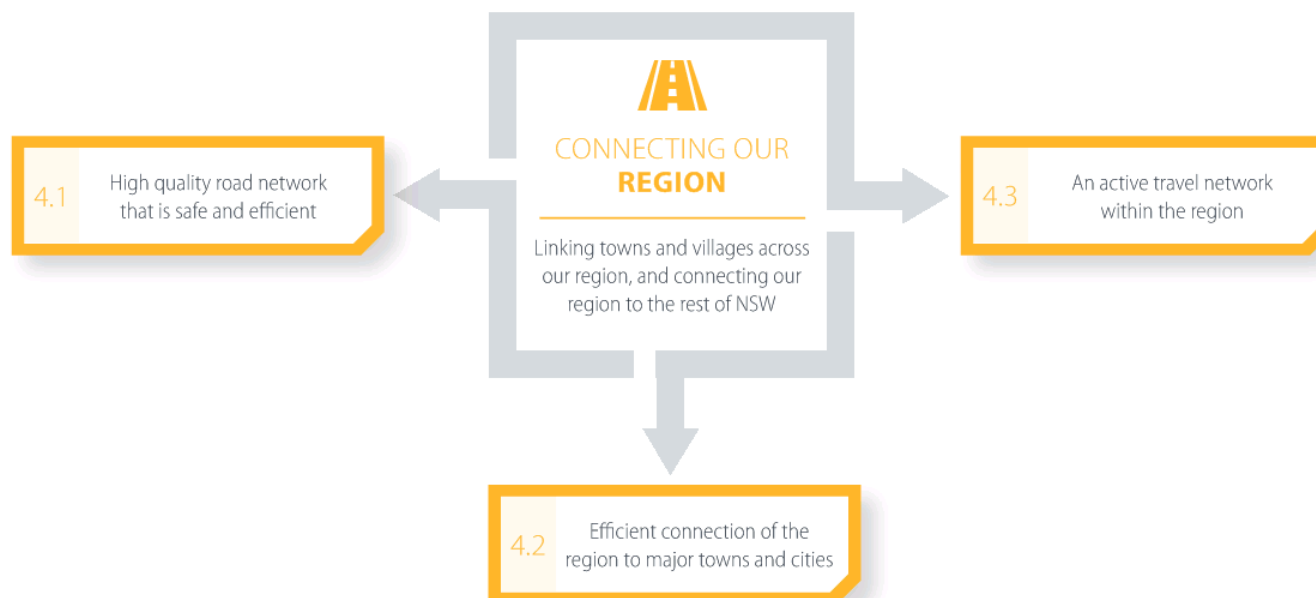 CONNECTING OUR
REGION
Linking towns and villages across
our region, and connecting our
region to the rest of NSW
4.1
High quality road network
that is safe and efficient
4.2
Efficient connection of the
region to major towns and cities
4.3
An active travel network
within the region